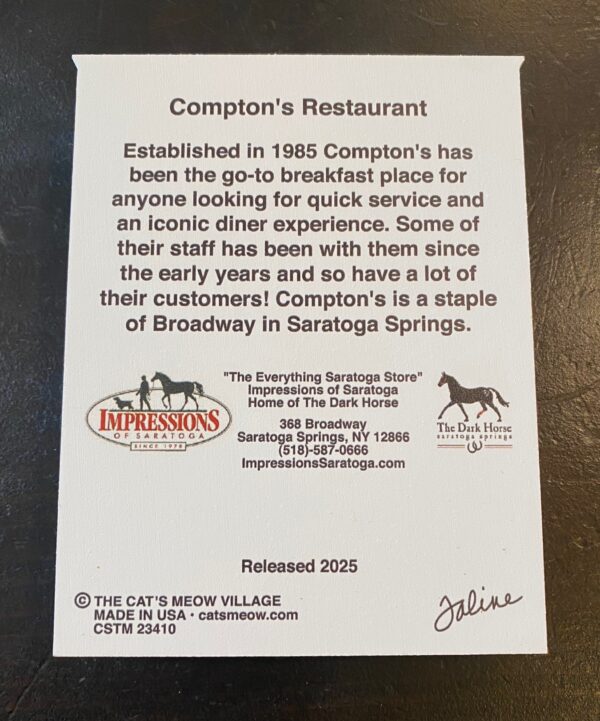 Compton's Restaurant
Established in 1985 Compton's has
been the go-to breakfast place for
anyone looking for quick service and
an iconic diner experience. Some of
their staff has been with them since
the early years and so have a lot of
their customers! Compton's is a staple
of Broadway in Saratoga Springs.
IMPRESSIONS
OF SARATOGA
SINCE 1978
"The Everything Saratoga Store"
Impressions of Saratoga
Home of The Dark Horse
368 Broadway
Saratoga Springs, NY 12866
(518)-587-0666
ImpressionsSaratoga.com
The Dark Horse
saratoga springs
Released 2025
© THE CAT'S MEOW VILLAGE
MADE IN USA · catsmeow.com
CSTM 23410
Jaline